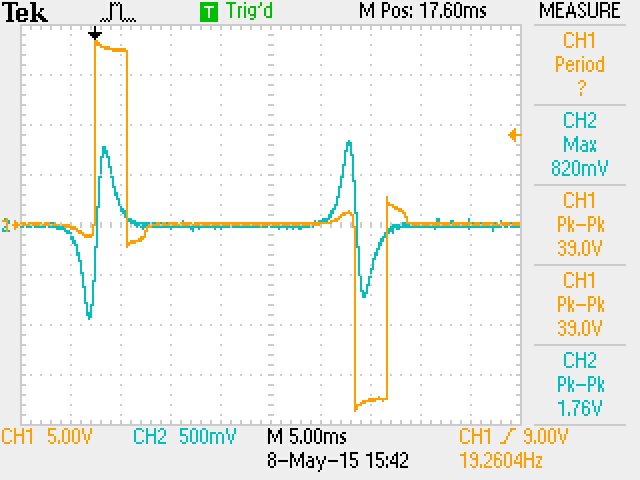 Tek T Trig'd M Pos: 17.60ms MEASURE
CH1
Period
?
CH2
Max
820mV
CH1
Pk-Pk
39.0V
CH1
Pk-Pk
39.0V
CH2
Pk-Pk
1.76V
2
CH1 5.00V CH2 500mV M 5.00ms CH1 / 9.00V
8-May-15 15:42 19.2604Hz